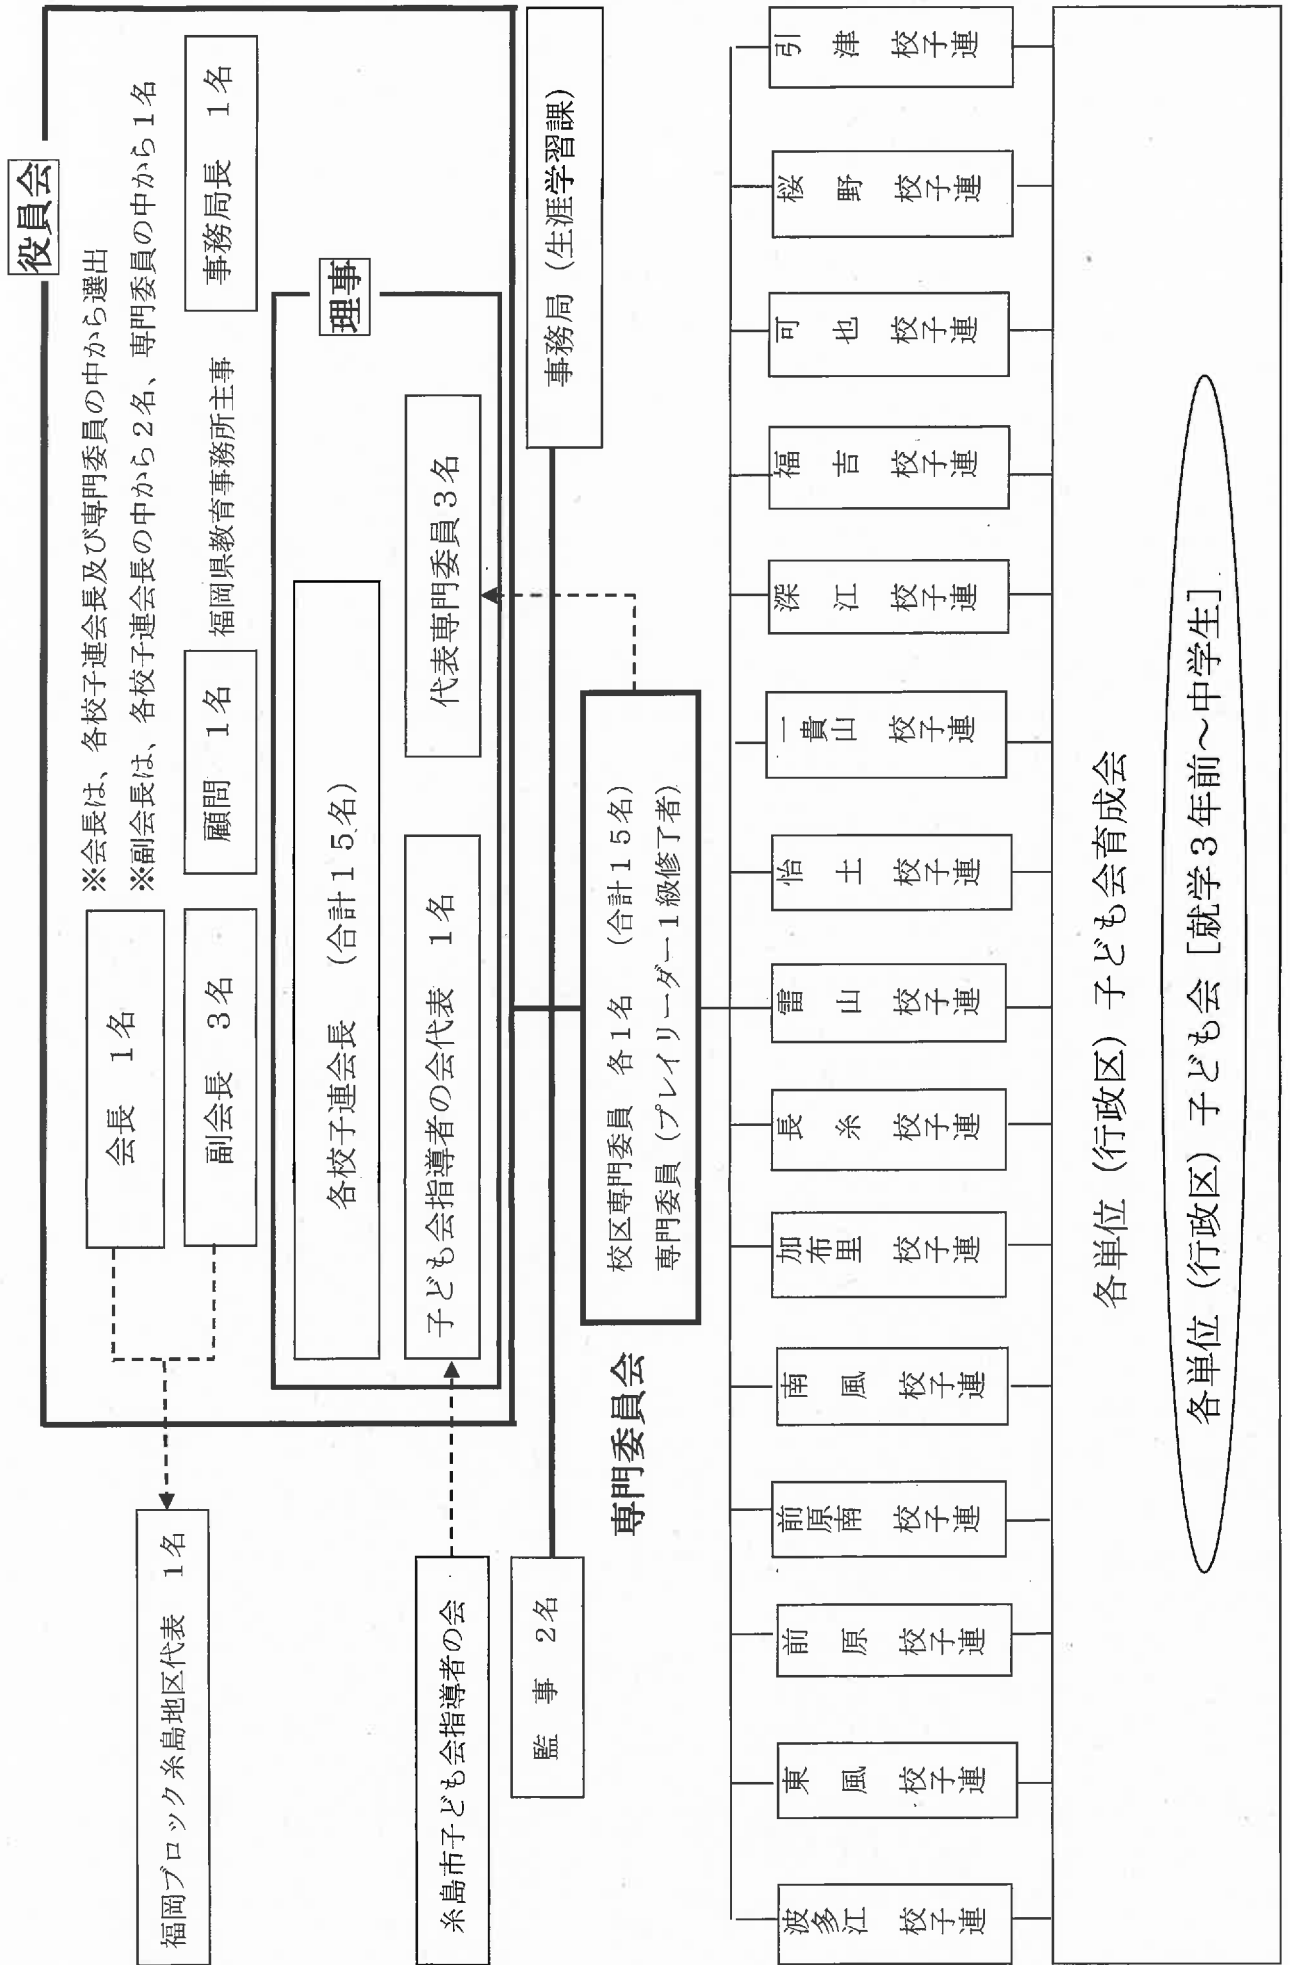 役員会
※会長は、各校子連会長及び専門委員の中から選出
※副会長は、各校子連会長の中から2名、専門委員の中から1名
会長 1名
副会長 3名
顧問 1名
福岡県教育事務所主事
事務局長 1名
福岡ブロック糸島地区代表 1名
理事
各校子連会長 (合計15名)
子ども会指導者の会代表 1名
代表専門委員3名
糸島市子ども会指導者の会
監事 2名
事務局(生涯学習課)
専門委員会
校区専門委員 各1名 (合計15名)
専門委員(プレイリーダー1級修了者)
波多江 校子連
東風 校子連
前原 校子連
前原南 校子連
南風 校子連
加布里 校子連
長糸 校子連
雷山 校子連
怡土 校子連
一貴山 校子連
深江 校子連
福吉 校子連
可也 校子連
桜野 校子連
引津 校子連
各単位(行政区)子ども会育成会
各単位(行政区)子ども会[就学3年前~中学生]